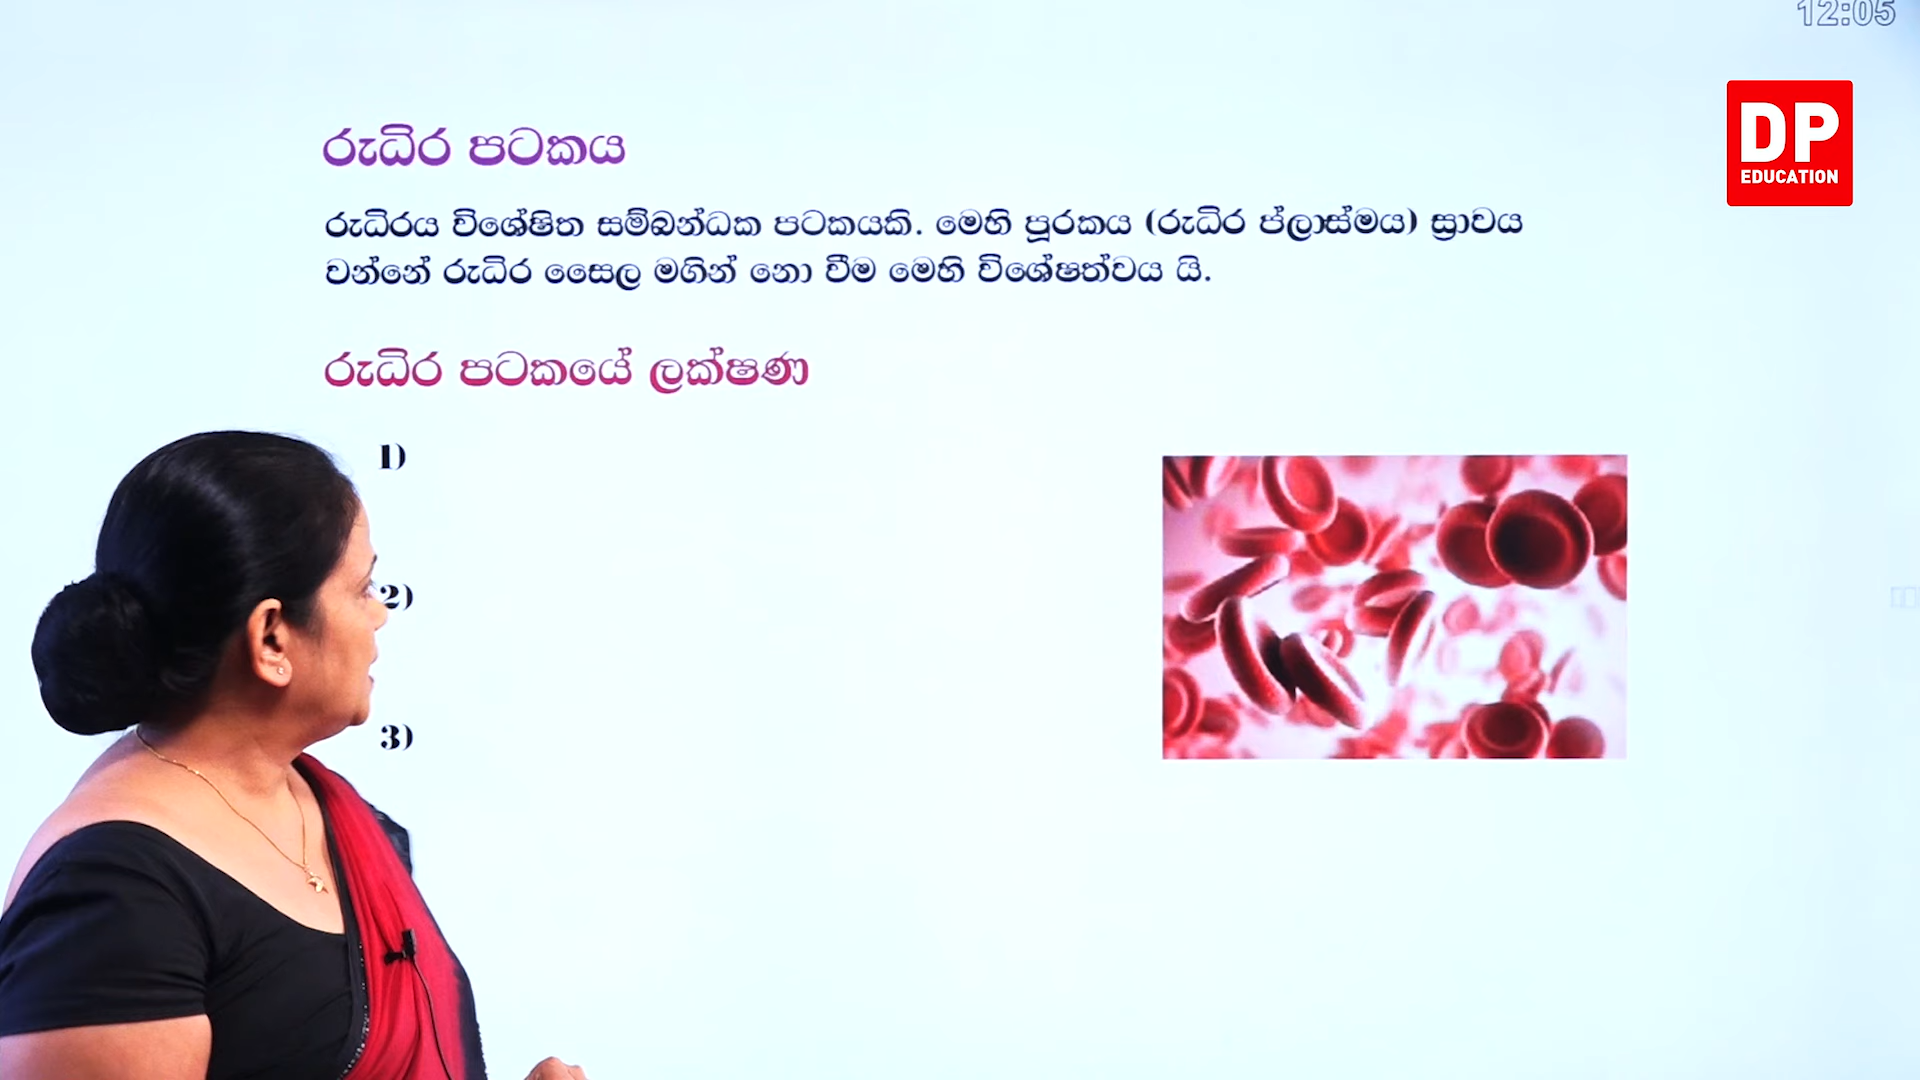 12:05
DP
EDUCATION
රුධිර පටකය
රුධිරය විශේෂිත සම්බන්ධක පටකයකි. මෙහි පූරකය (රුධිර ප්ලාස්මය) ස්‍රාවය
වන්නේ රුධිර සෛල මගින් නො වීම මෙහි විශේෂත්වය යි.
රුධිර පටකයේ ලක්ෂණ
1)
2)
3)